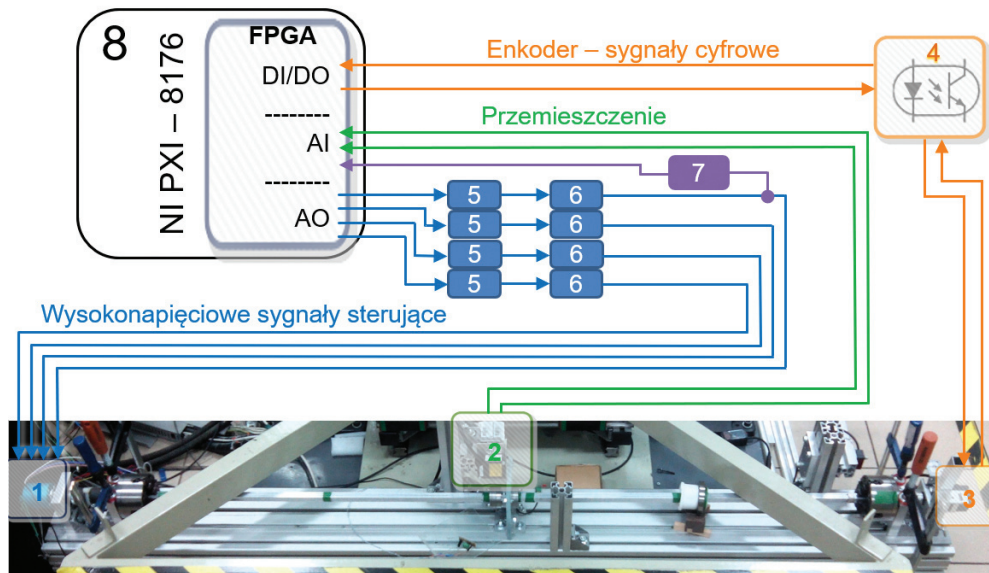 8
NI PXI – 8176
FPGA
DI/DO
--------
AI
--------
AO
Enkoder – sygnały cyfrowe
4
Przemieszczenie
7
5 6
5 6
5 6
5 6
Wysokonapięciowe sygnały sterujące
1
2
3